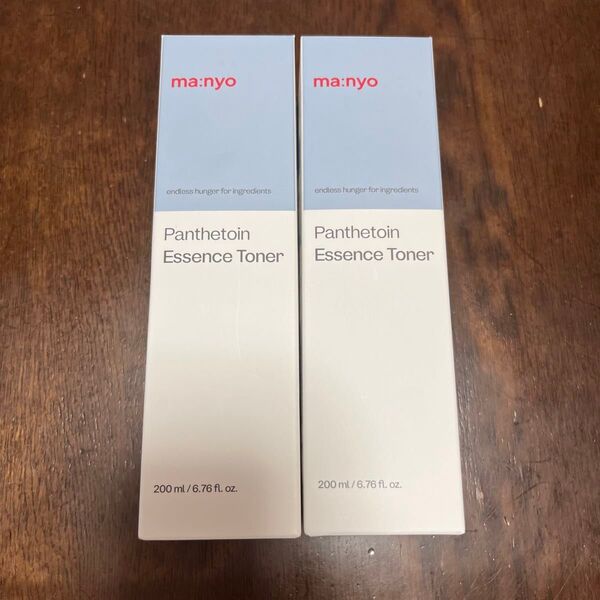 ma:nyo
endless hunger for ingredients
Panthetoin
Essence Toner
200 ml / 6.76 fl. oz.
ma:nyo
endless hunger for ingredients
Panthetoin
Essence Toner
200 ml / 6.76 fl. oz.